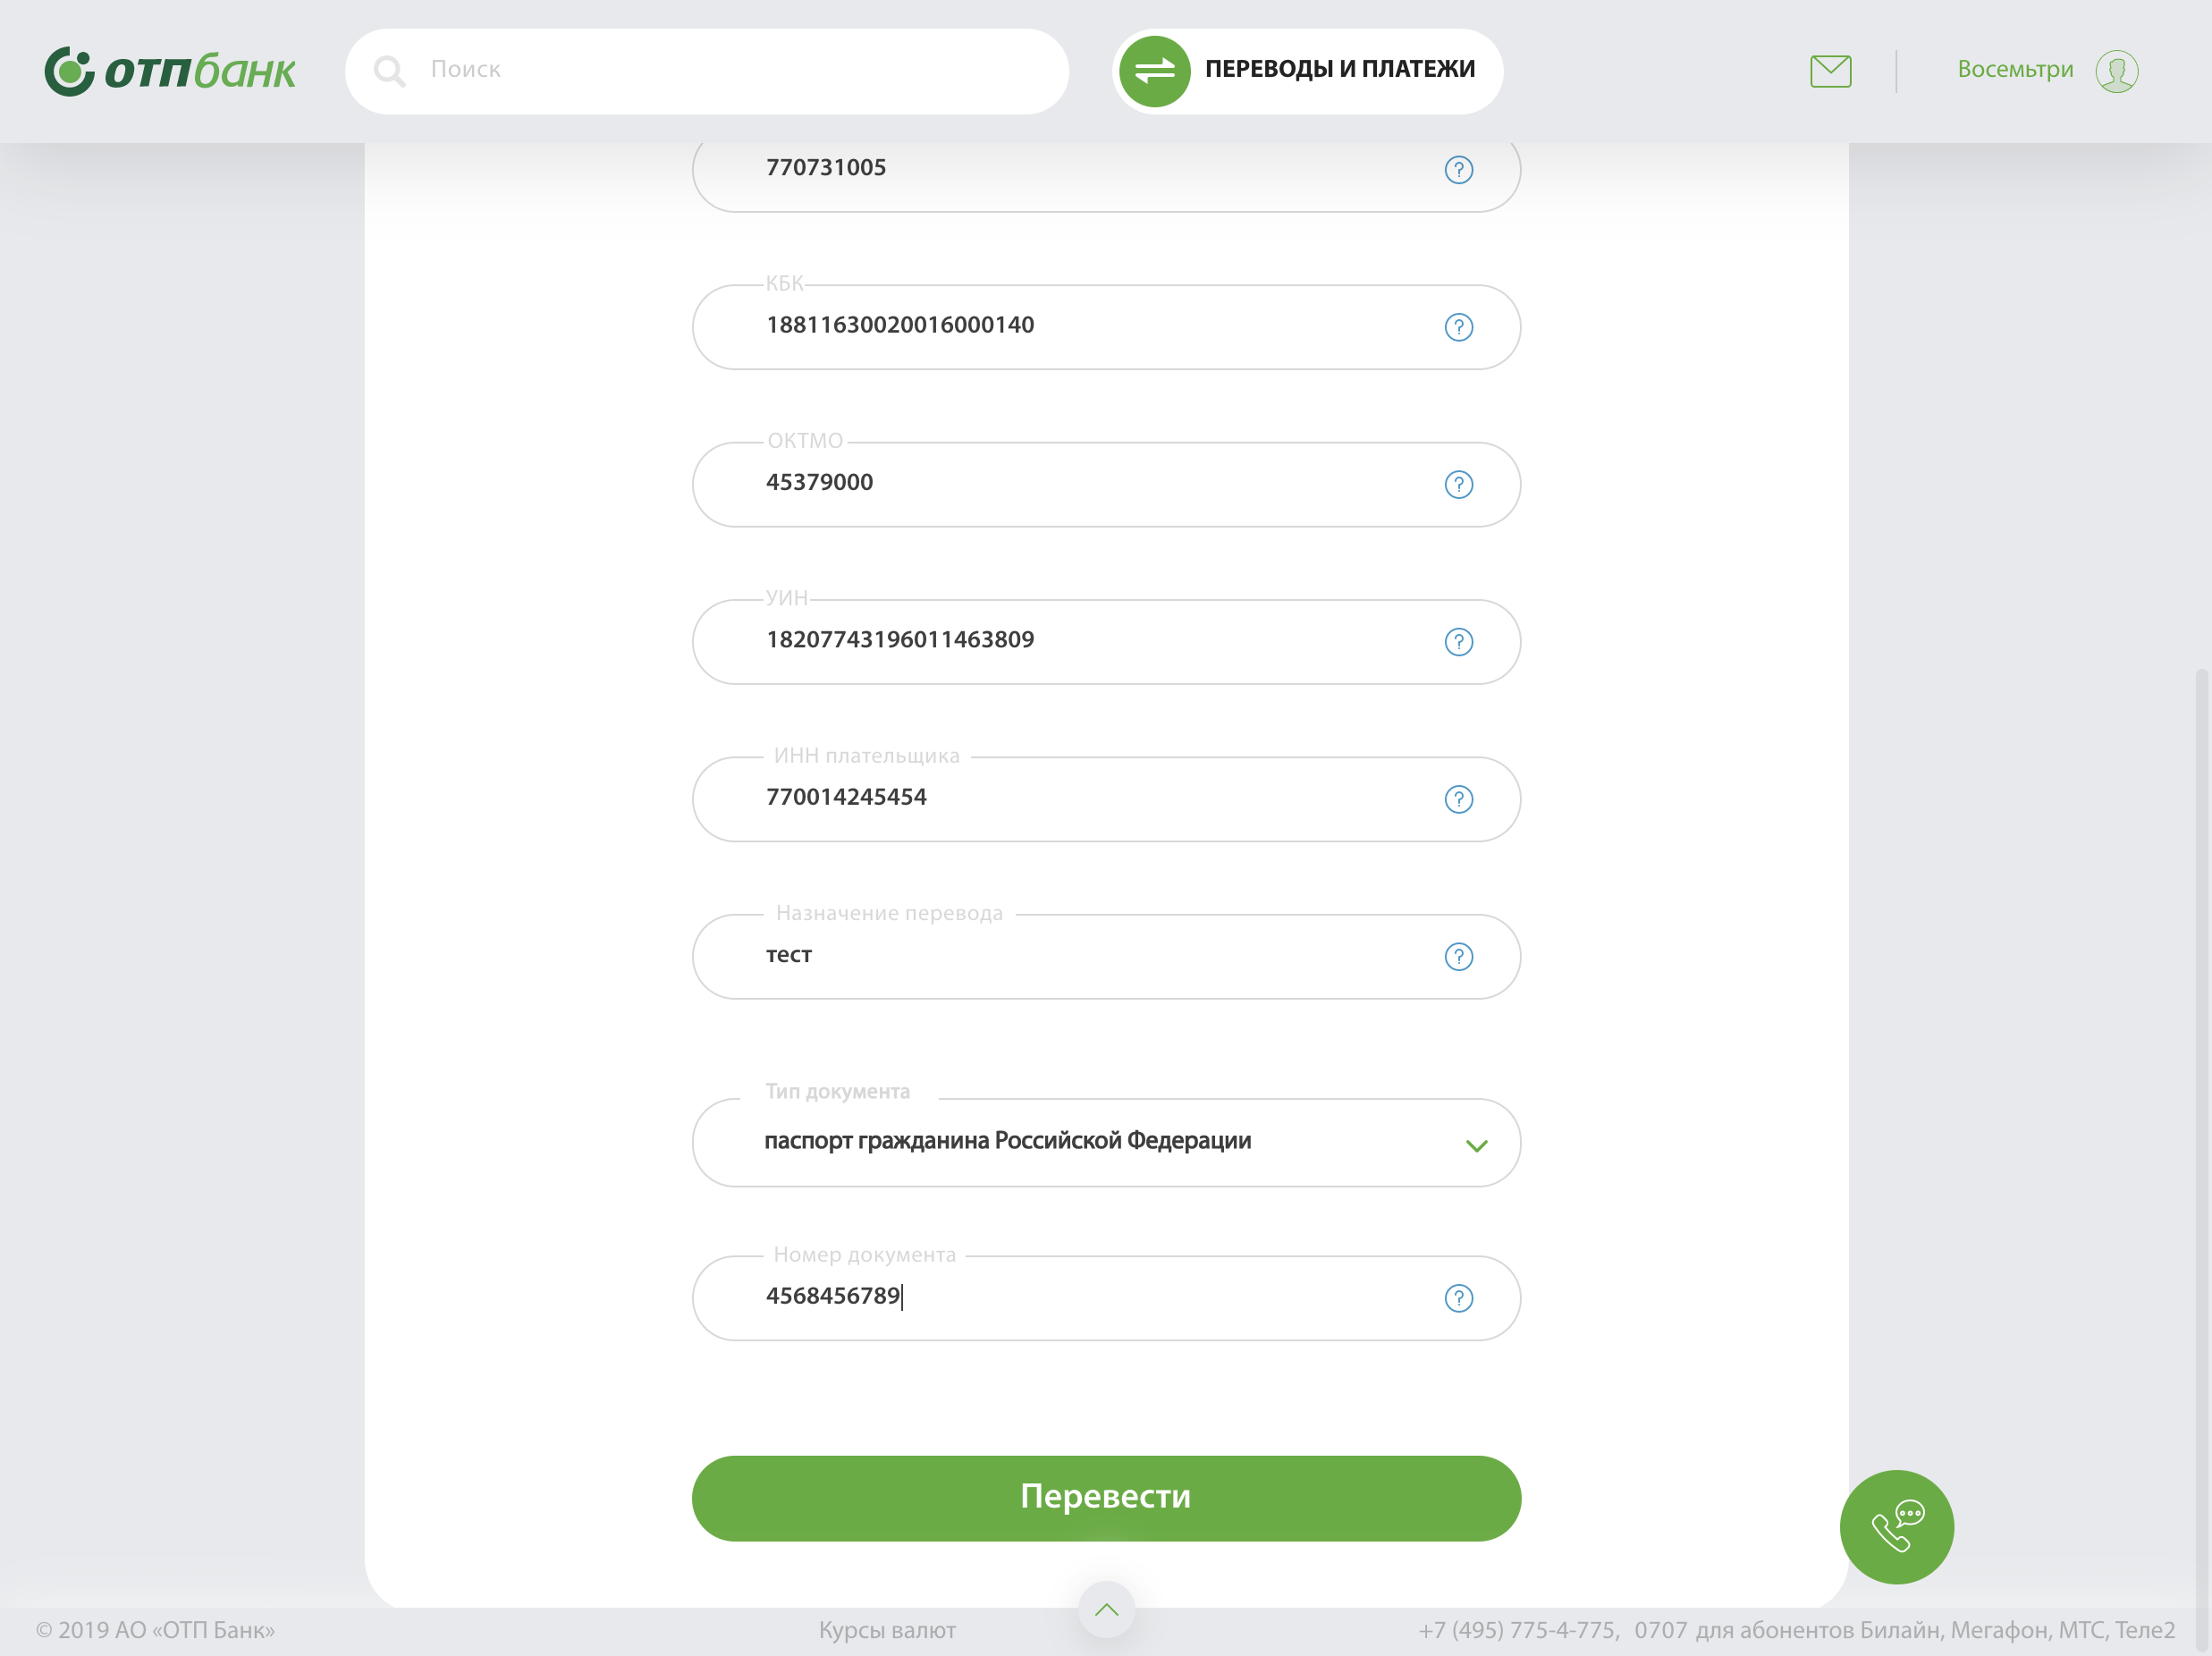 отпбанк
Поиск
ПЕРЕВОДЫ И ПЛАТЕЖИ
Восемьтри
770731005
КБК
18811630020016000140
ОКТМО
45379000
УИН
18207743196011463809
ИНН плательщика
770014245454
Назначение перевода
тест
Тип документа
паспорт гражданина Российской Федерации
Номер документа
4568456789
Перевести
© 2019 АО «ОТП Банк»
Курсы валют
+7 (495) 775-4-775, 0707 для абонентов Билайн, Мегафон, МТС, Теле2